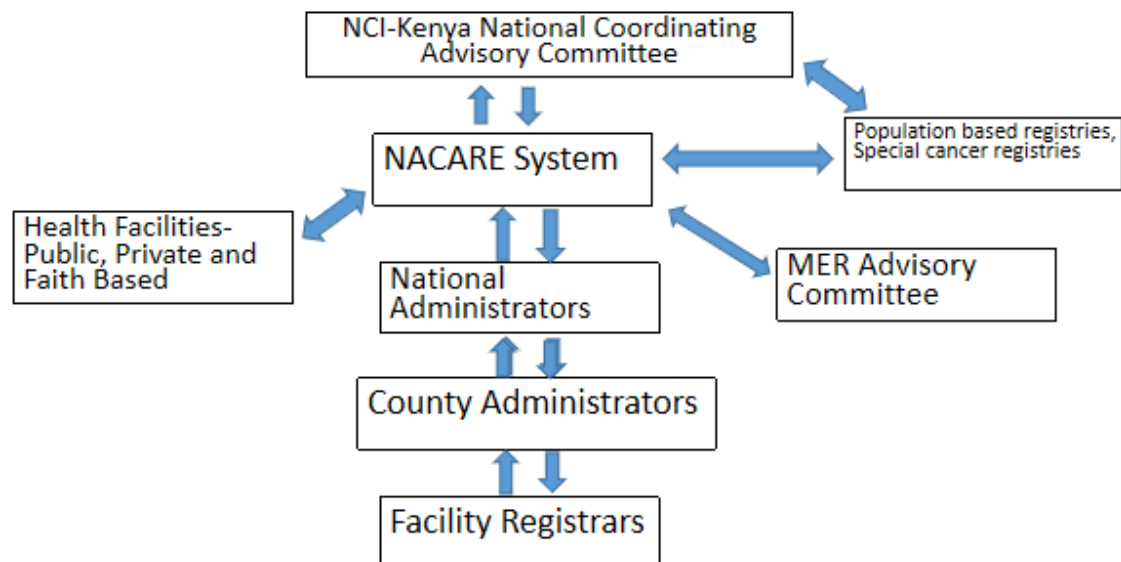 NCI-Kenya National Coordinating
Advisory Committee
Population based registries,
Special cancer registries
NACARE System
Health Facilities-
Public, Private and
Faith Based
National
Administrators
MER Advisory
Committee
County Administrators
Facility Registrars